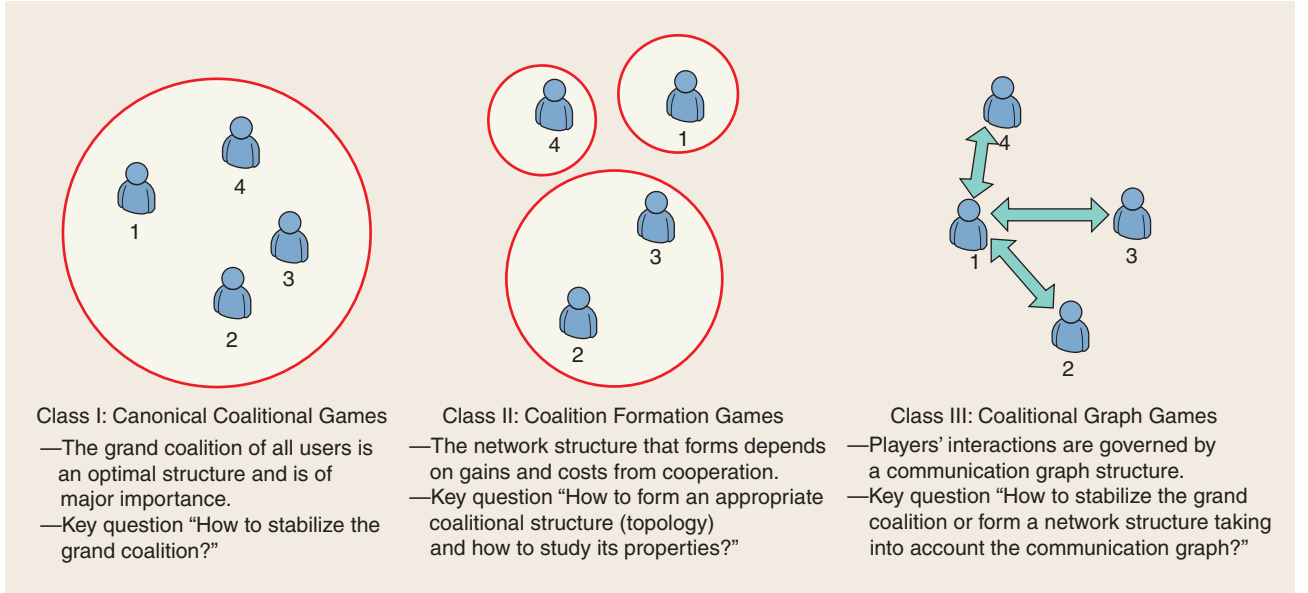 1
4
3
2
Class I: Canonical Coalitional Games
—The grand coalition of all users is
an optimal structure and is of
major importance.
—Key question “How to stabilize the
grand coalition?”
4
1
3
2
Class II: Coalition Formation Games
—The network structure that forms depends
on gains and costs from cooperation.
—Key question “How to form an appropriate
coalitional structure (topology)
and how to study its properties?”
4
1
3
2
Class III: Coalitional Graph Games
—Players’ interactions are governed by
a communication graph structure.
—Key question “How to stabilize the grand
coalition or form a network structure taking
into account the communication graph?”